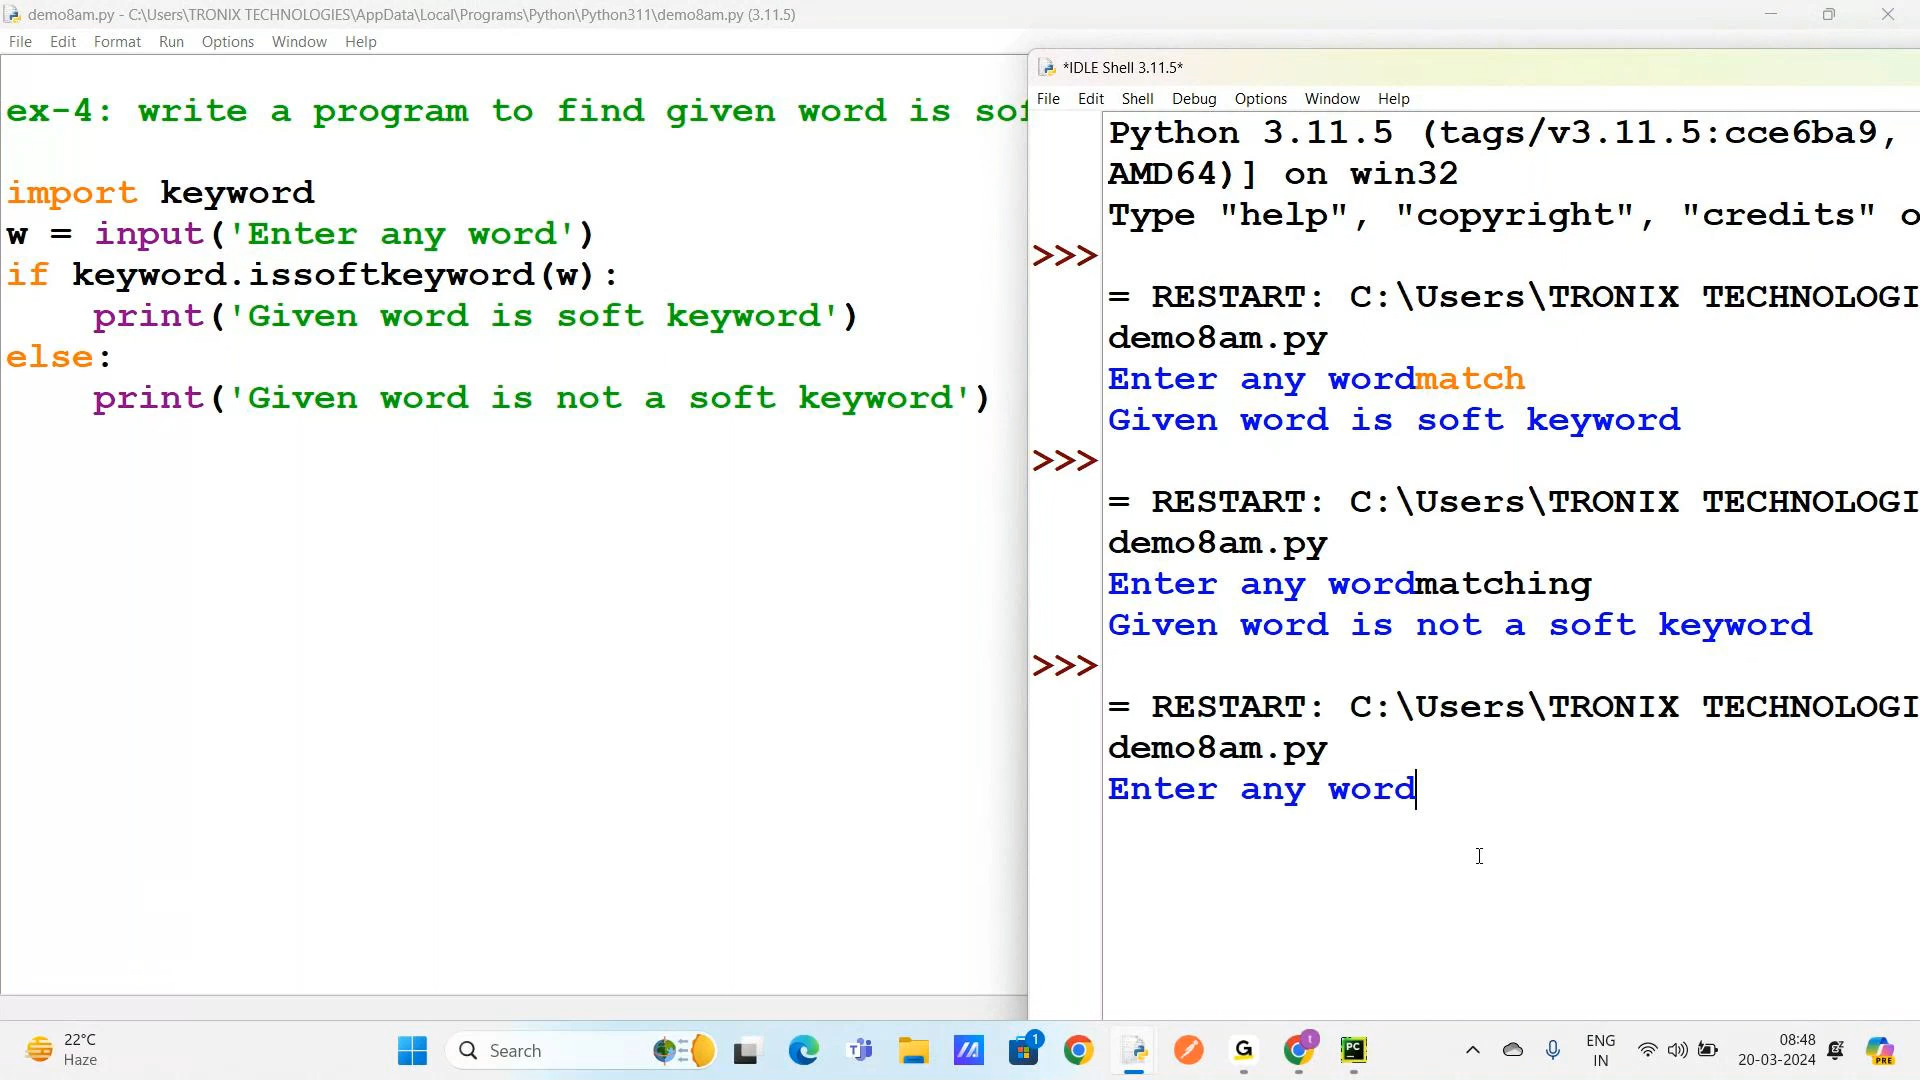 demo8am.py - C:\Users\TRONIX TECHNOLOGIES\AppData\Local\Programs\Python\Python311\demo8am.py (3.11.5)
File Edit Format Run Options Window Help
ex-4: write a program to find given word is sof
import keyword
w = input('Enter any word')
if keyword.issoftkeyword(w):
    print('Given word is soft keyword')
else:
    print('Given word is not a soft keyword')
*IDLE Shell 3.11.5*
File Edit Shell Debug Options Window Help
Python 3.11.5 (tags/v3.11.5:cce6ba9,
AMD64)] on win32
Type "help", "copyright", "credits" o
>>>
= RESTART: C:\Users\TRONIX TECHNOLOGI
demo8am.py
Enter any wordmatch
Given word is soft keyword
>>>
= RESTART: C:\Users\TRONIX TECHNOLOGI
demo8am.py
Enter any wordmatching
Given word is not a soft keyword
>>>
= RESTART: C:\Users\TRONIX TECHNOLOGI
demo8am.py
Enter any word
22°C
Haze
Search
1
G
t
PC
ENG
IN
08:48
20-03-2024
PRE